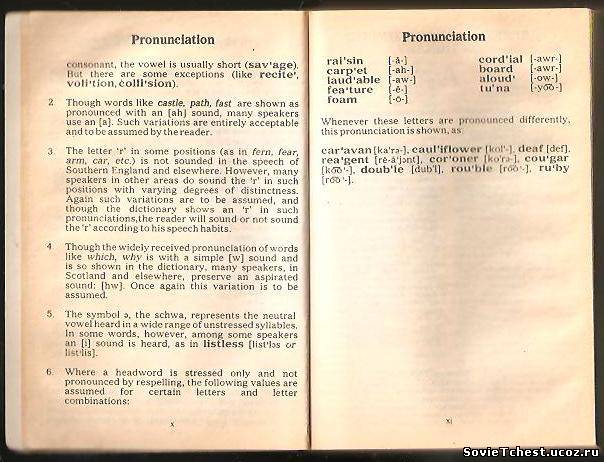 Pronunciation
consonant, the vowel is usually short (sav'age).
But there are some exceptions (like recite',
voli'tion, colli'sion).
2 Though words like castle, path, fast are shown as
pronounced with an [ah] sound, many speakers
use an [a]. Such variations are entirely acceptable
and to be assumed by the reader.
3. The letter 'r' in some positions (as in fern, fear,
arm, car, etc.) is not sounded in the speech of
Southern England and elsewhere. However, many
speakers in other areas do sound the 'r' in such
positions with varying degrees of distinctness.
Again such variations are to be assumed, and
though the dictionary shows an 'r' in such
pronunciations, the reader will sound or not sound
the 'r' according to his speech habits.
4. Though the widely received pronunciation of words
like which, why is with a simple [w] sound and
is so shown in the dictionary, many speakers, in
Scotland and elsewhere, preserve an aspirated
sound: [hw]. Once again this variation is to be
assumed.
5. The symbol ə, the schwa, represents the neutral
vowel heard in a wide range of unstressed syllables.
In some words, however, among some speakers
an [i] sound is heard, as in listless [list'ləs or
list'lis].
6. Where a headword is stressed only and not
pronounced by respelling, the following values are
assumed for certain letters and letter
combinations:
x
Pronunciation
rai'sin [-ā-]
carp'et [-ah-]
laud'able [-aw-]
fea'ture [-ē-]
foam [-ō-]
cord'ial [-awr-]
board [-awr-]
aloud' [-ow-]
tu'na [-yōō-]
Whenever these letters are pronounced differently,
this pronunciation is shown, as
car'avan [ka'rə-], caul'iflower [kol'-], deaf [def],
rea'gent [rē-ā'jənt], cor'oner [ko'rə-], cou'gar
[kōō'-], doub'le [dub'l], rou'ble [rōō'-], ru'by
[rōō'-].
xi
SovieTchest.ucoz.ru